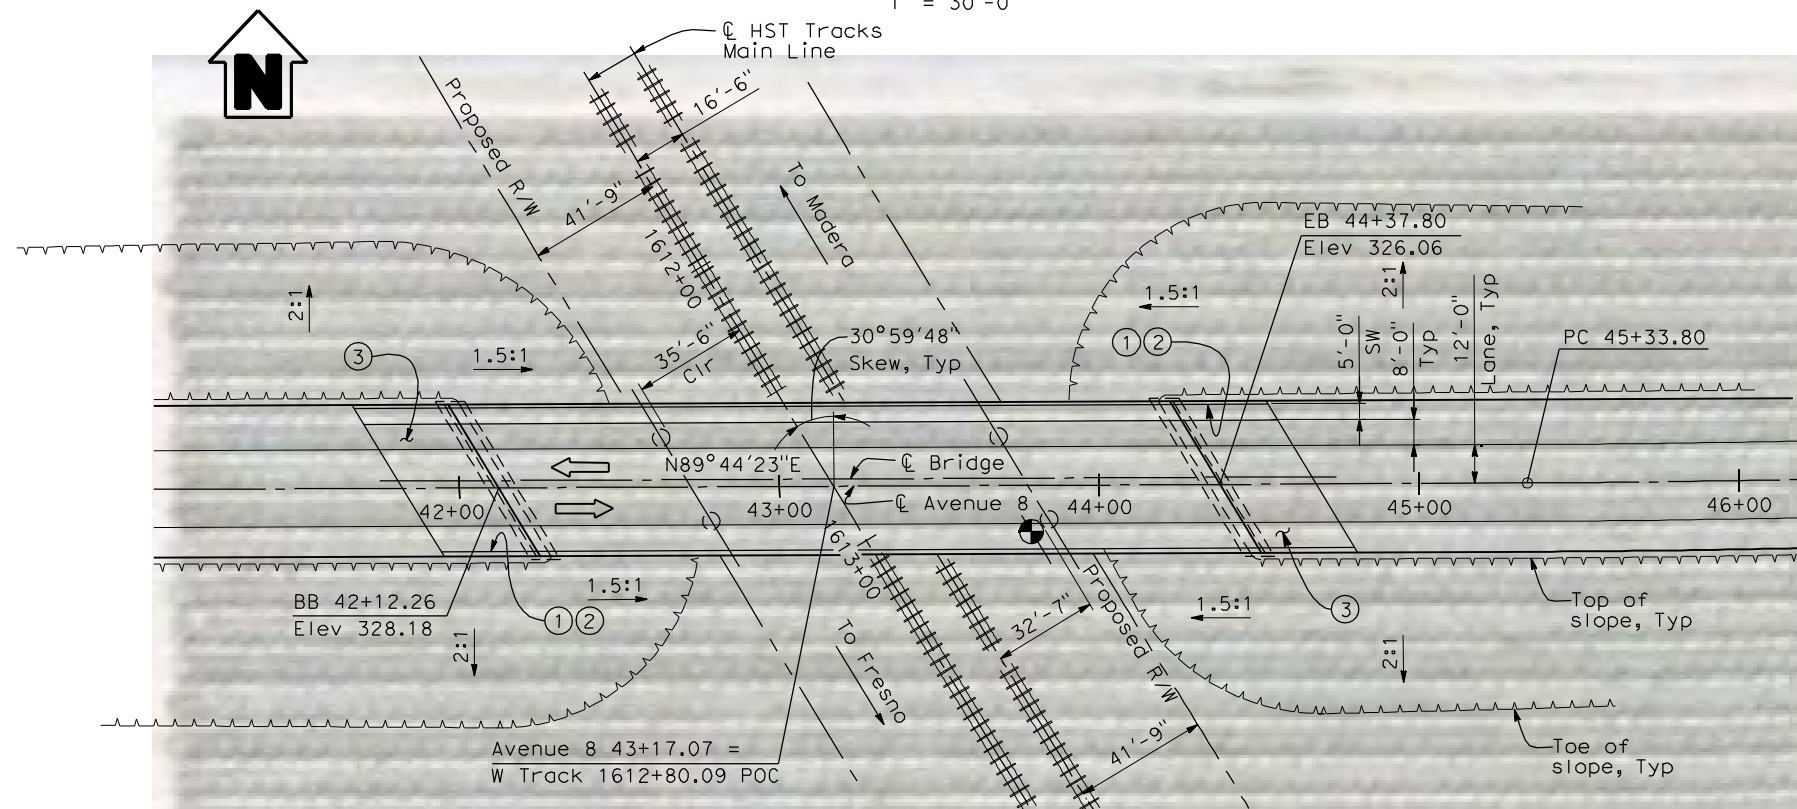 1" = 30'-0"
℄ HST Tracks
Main Line
N
Proposed R/W
16'-6"
41'-9"
To Madera
1612+00
EB 44+37.80
Elev 326.06
2:1
2:1
1.5:1
5'-0"
SW
8'-0"
Typ
12'-0"
Lane, Typ
35'-6"
Clr
30°59'48"
Skew, Typ
1 2
PC 45+33.80
3
1.5:1
N89°44'23"E
℄ Bridge
42+00
43+00
℄ Avenue 8
44+00
45+00
46+00
1613+00
BB 42+12.26
Elev 328.18
1.5:1
1 2
2:1
To Fresno
32'-7"
Proposed R/W
1.5:1
3
Top of
slope, Typ
2:1
41'-9"
Avenue 8 43+17.07 =
W Track 1612+80.09 POC
Toe of
slope, Typ